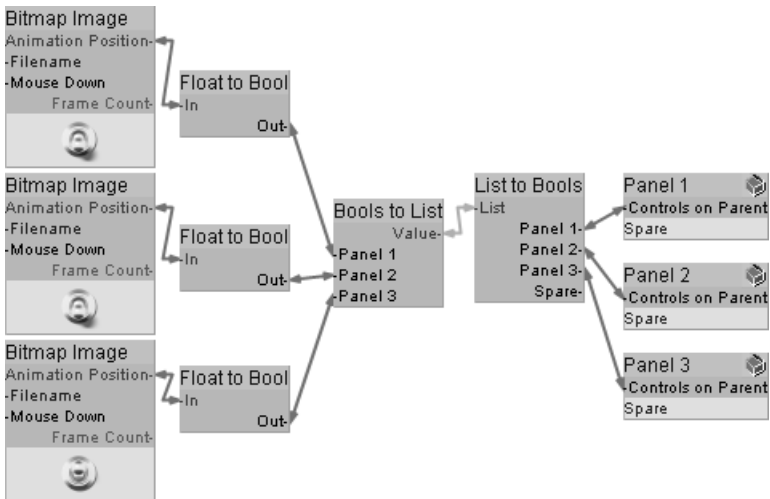 Bitmap Image
Animation Position-
-Filename
-Mouse Down
Frame Count-
Float to Bool
-In
Out-
Bitmap Image
Animation Position-
-Filename
-Mouse Down
Frame Count-
Float to Bool
-In
Out-
Bitmap Image
Animation Position-
-Filename
-Mouse Down
Frame Count-
Float to Bool
-In
Out-
Bools to List
Value-
-Panel 1
-Panel 2
-Panel 3
List to Bools
-List
Panel 1-
Panel 2-
Panel 3-
Spare-
Panel 1
-Controls on Parent
Spare
Panel 2
-Controls on Parent
Spare
Panel 3
-Controls on Parent
Spare